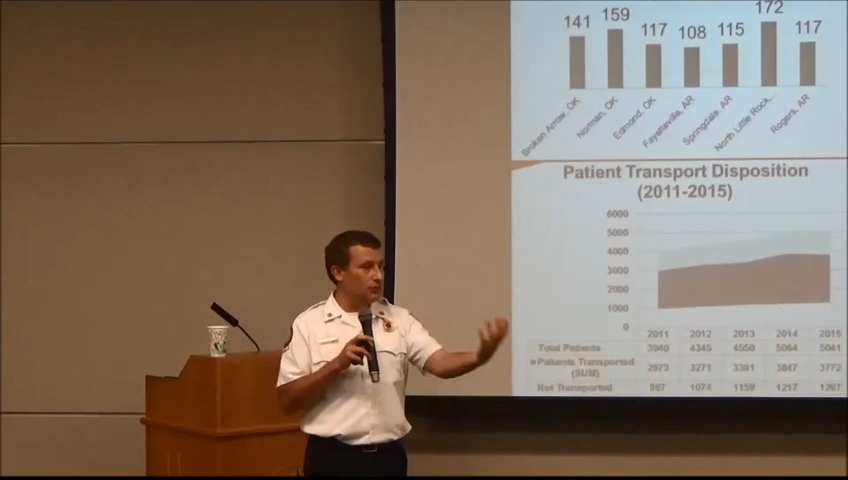 141 159 117 108 115 172 117
Broken Arrow, OK
Norman, OK
Edmond, OK
Fayetteville, AR
Springdale, AR
North Little Rock,..
Rogers, AR
Patient Transport Disposition
(2011-2015)
6000
5000
4000
3000
2000
1000
0
2011 2012 2013 2014 2015
Total Patients 3940 4345 4550 5064 5041
Patients Transported 2973 3271 3391 3847 3772
(SUM)
Not Transported 967 1074 1159 1217 1267